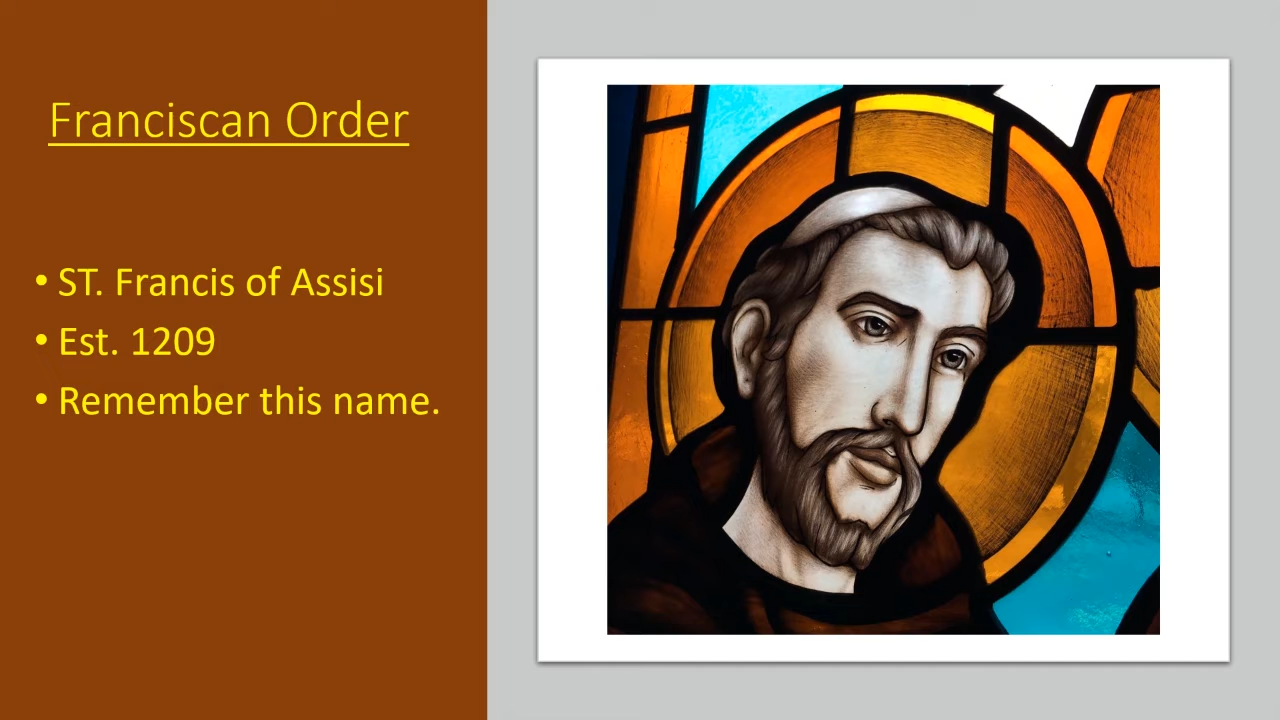 Franciscan Order
• ST. Francis of Assisi
• Est. 1209
• Remember this name.